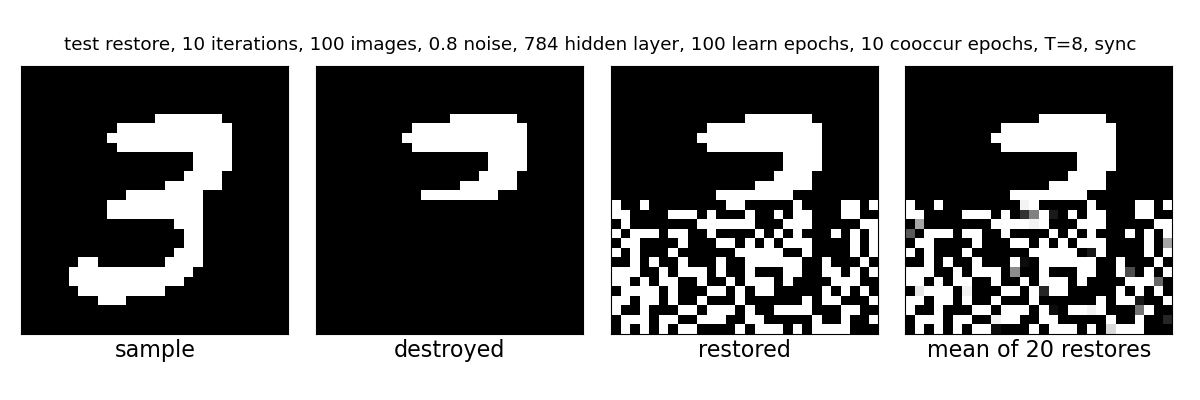 test restore, 10 iterations, 100 images, 0.8 noise, 784 hidden layer, 100 learn epochs, 10 cooccur epochs, T=8, sync
sample
destroyed
restored
mean of 20 restores